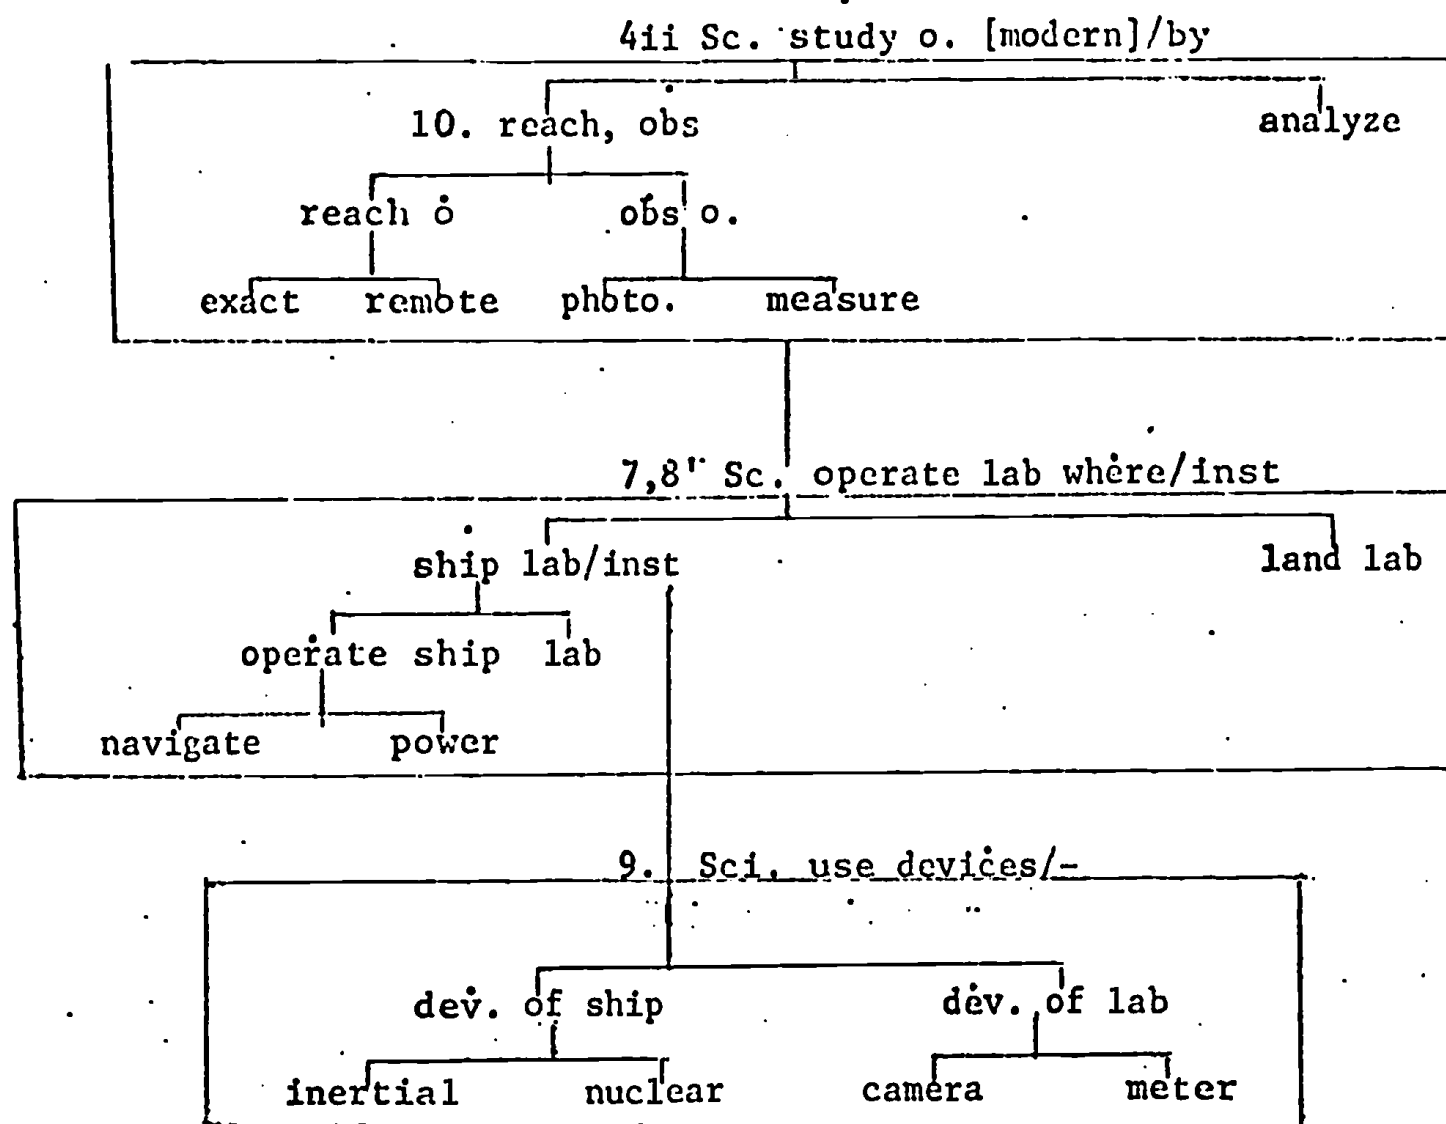 4ii Sc. study o. [modern]/by
10. reach, obs analyze
reach o obs o.
exact remote photo. measure
7,8" Sc. operate lab where/inst
ship lab/inst land lab
operate ship lab
navigate power
9. Sci. use devices/-
dev. of ship dev. of lab
inertial nuclear camera meter